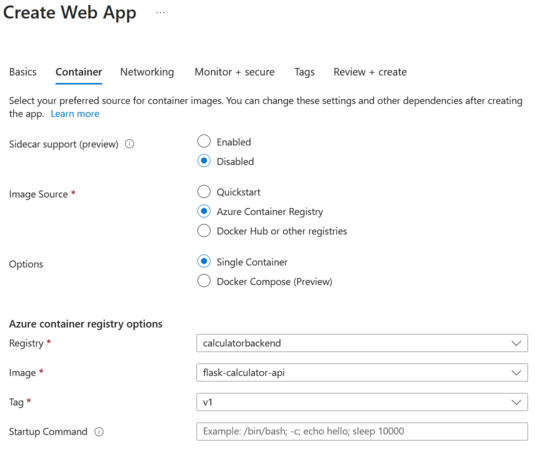 Create Web App ...
Basics Container Networking Monitor + secure Tags Review + create
Select your preferred source for container images. You can change these settings and other dependencies after creating
the app. Learn more
Sidecar support (preview)
Enabled
Disabled
Image Source *
Quickstart
Azure Container Registry
Docker Hub or other registries
Options
Single Container
Docker Compose (Preview)
Azure container registry options
Registry * calculatorbackend
Image * flask-calculator-api
Tag * v1
Startup Command Example: /bin/bash; -c; echo hello; sleep 10000